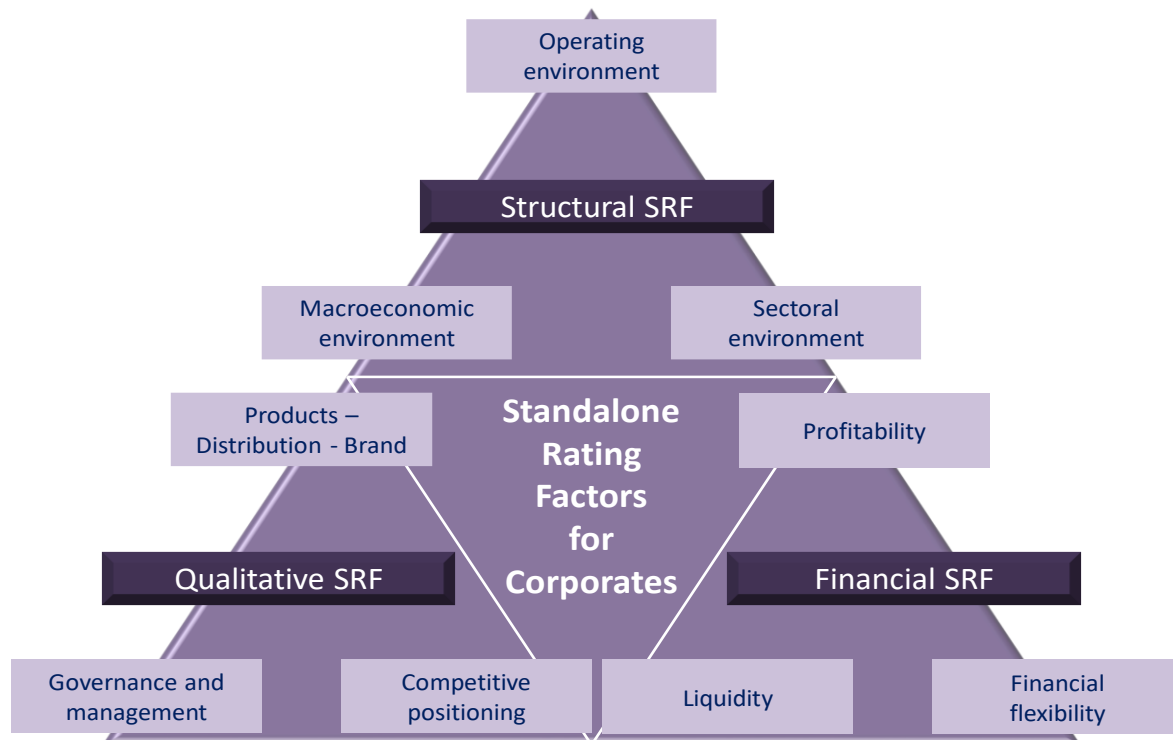 Operating
environment
Structural SRF
Macroeconomic
environment
Sectoral
environment
Products –
Distribution - Brand
Standalone
Rating
Factors
for
Corporates
Profitability
Qualitative SRF
Financial SRF
Governance and
management
Competitive
positioning
Liquidity
Financial
flexibility